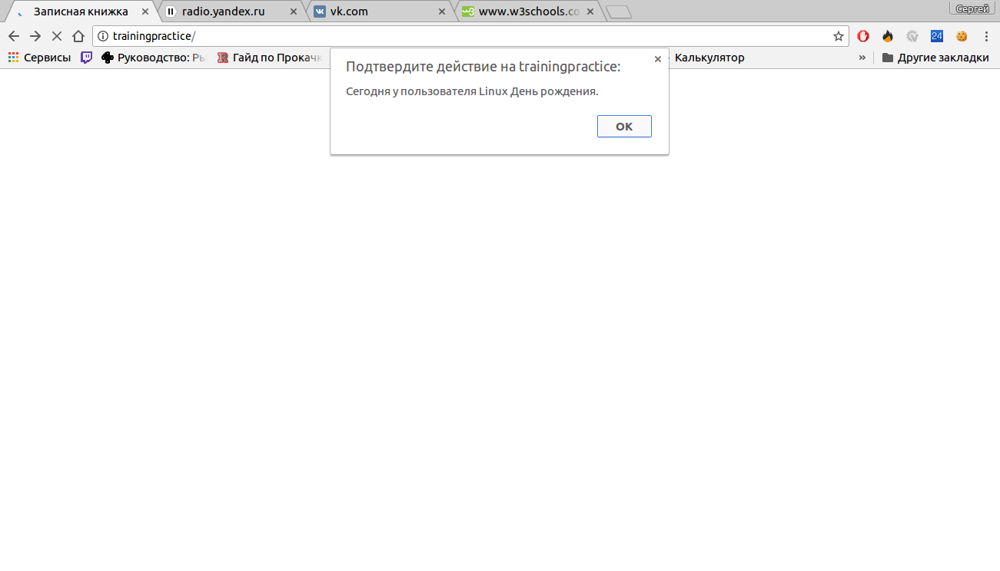 Записная книжка
radio.yandex.ru
vk.com
www.w3schools.co
Сергей
trainingpractice/
24
Сервисы
Руководство: Ры
Гайд по Прокач
Калькулятор
»
Другие закладки
Подтвердите действие на trainingpractice:
Сегодня у пользователя Linux День рождения.
OK